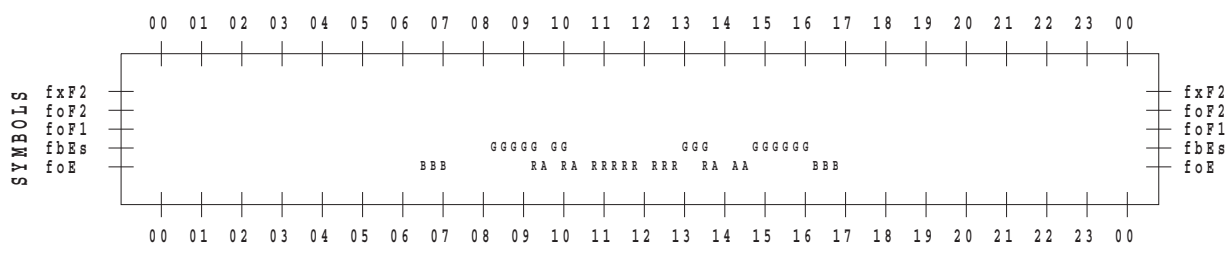 00 01 02 03 04 05 06 07 08 09 10 11 12 13 14 15 16 17 18 19 20 21 22 23 00
SYMBOLS
fxF2 fxF2
foF2 foF2
foF1 foF1
fbEs GGGGG GG GGG GGGGGG fbEs
foE BBB RA RA RRRRR RRR RA AA BBB foE
00 01 02 03 04 05 06 07 08 09 10 11 12 13 14 15 16 17 18 19 20 21 22 23 00